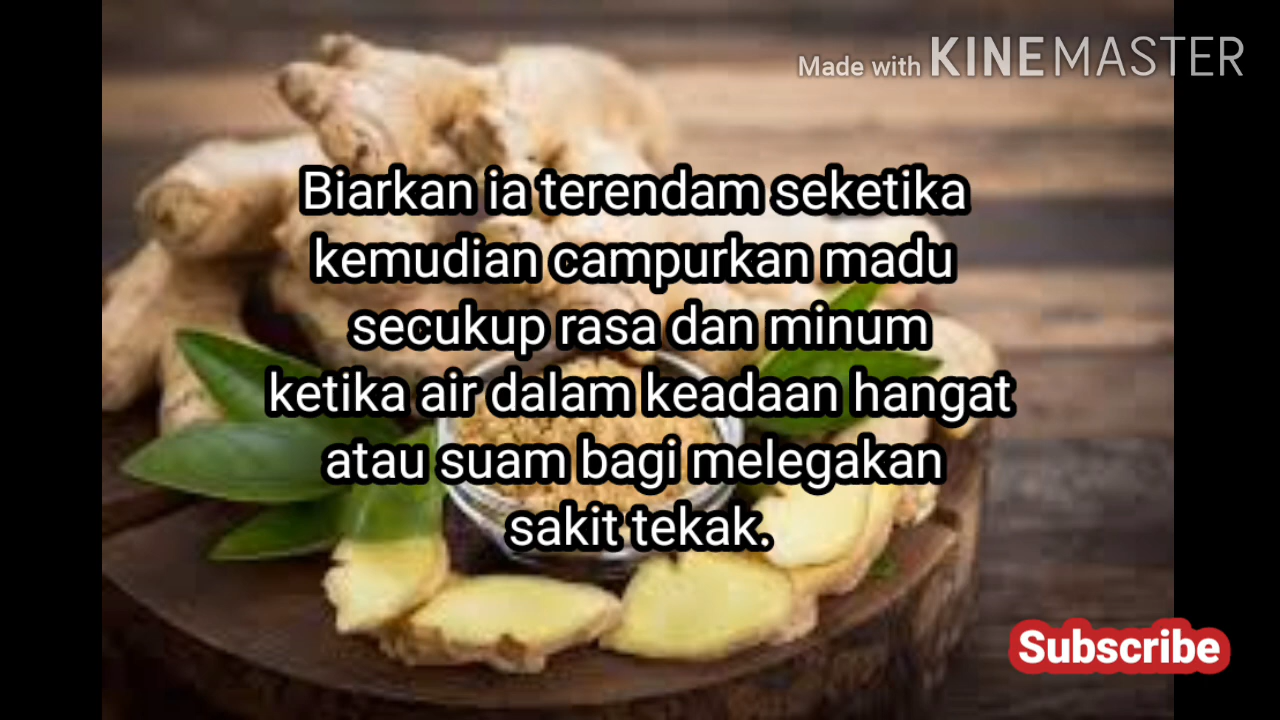 Made with KINEMASTER
Biarkan ia terendam seketika
kemudian campurkan madu
secukup rasa dan minum
ketika air dalam keadaan hangat
atau suam bagi melegakan
sakit tekak.
Subscribe